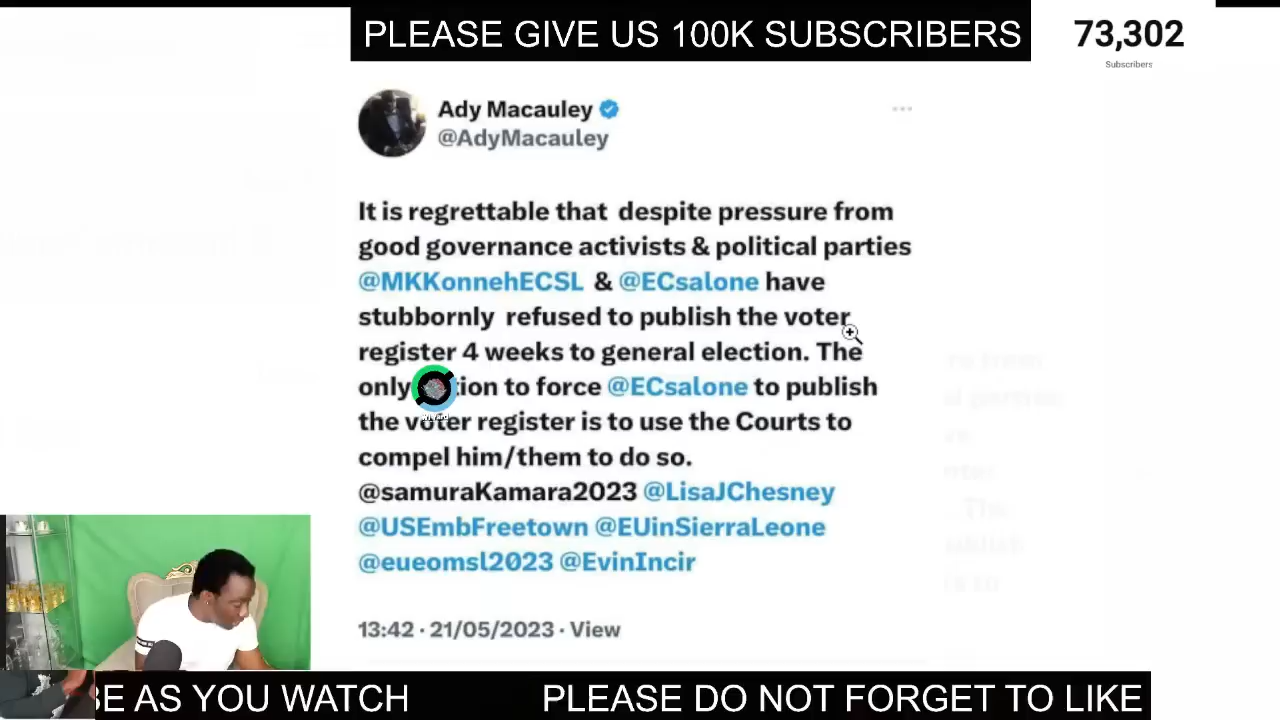 PLEASE GIVE US 100K SUBSCRIBERS
73,302
Subscribers
Ady Macauley
@AdyMacauley
It is regrettable that despite pressure from
good governance activists & political parties
@MKKonnehECSL & @ECsalone have
stubbornly refused to publish the voter
register 4 weeks to general election. The
only tion to force @ECsalone to publish
the voter register is to use the Courts to
compel him/them to do so.
@samuraKamara2023 @LisaJChesney
@USEmbFreetown @EUinSierraLeone
@eueomsl2023 @EvinIncir
13:42 · 21/05/2023 · View
BE AS YOU WATCH PLEASE DO NOT FORGET TO LIKE